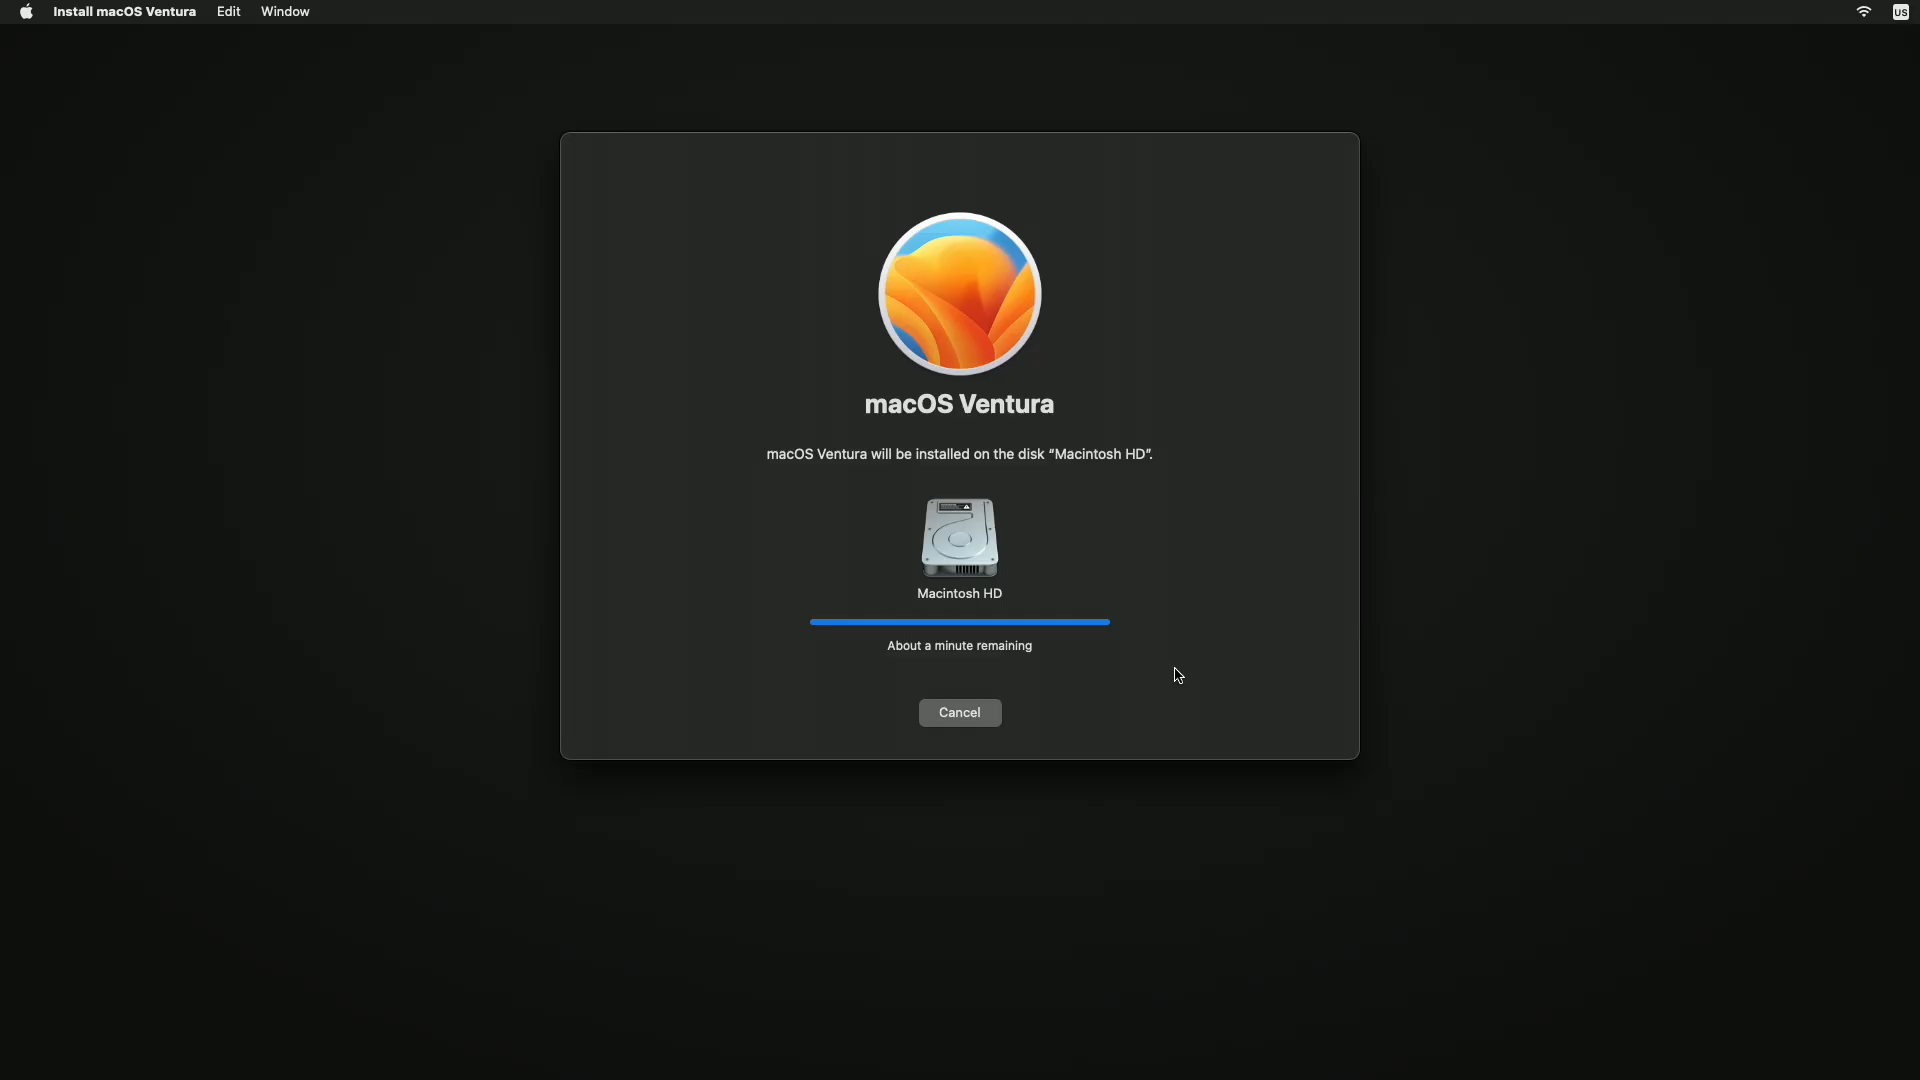 Install macOS Ventura Edit Window US
macOS Ventura
macOS Ventura will be installed on the disk “Macintosh HD”.
Macintosh HD
About a minute remaining
Cancel